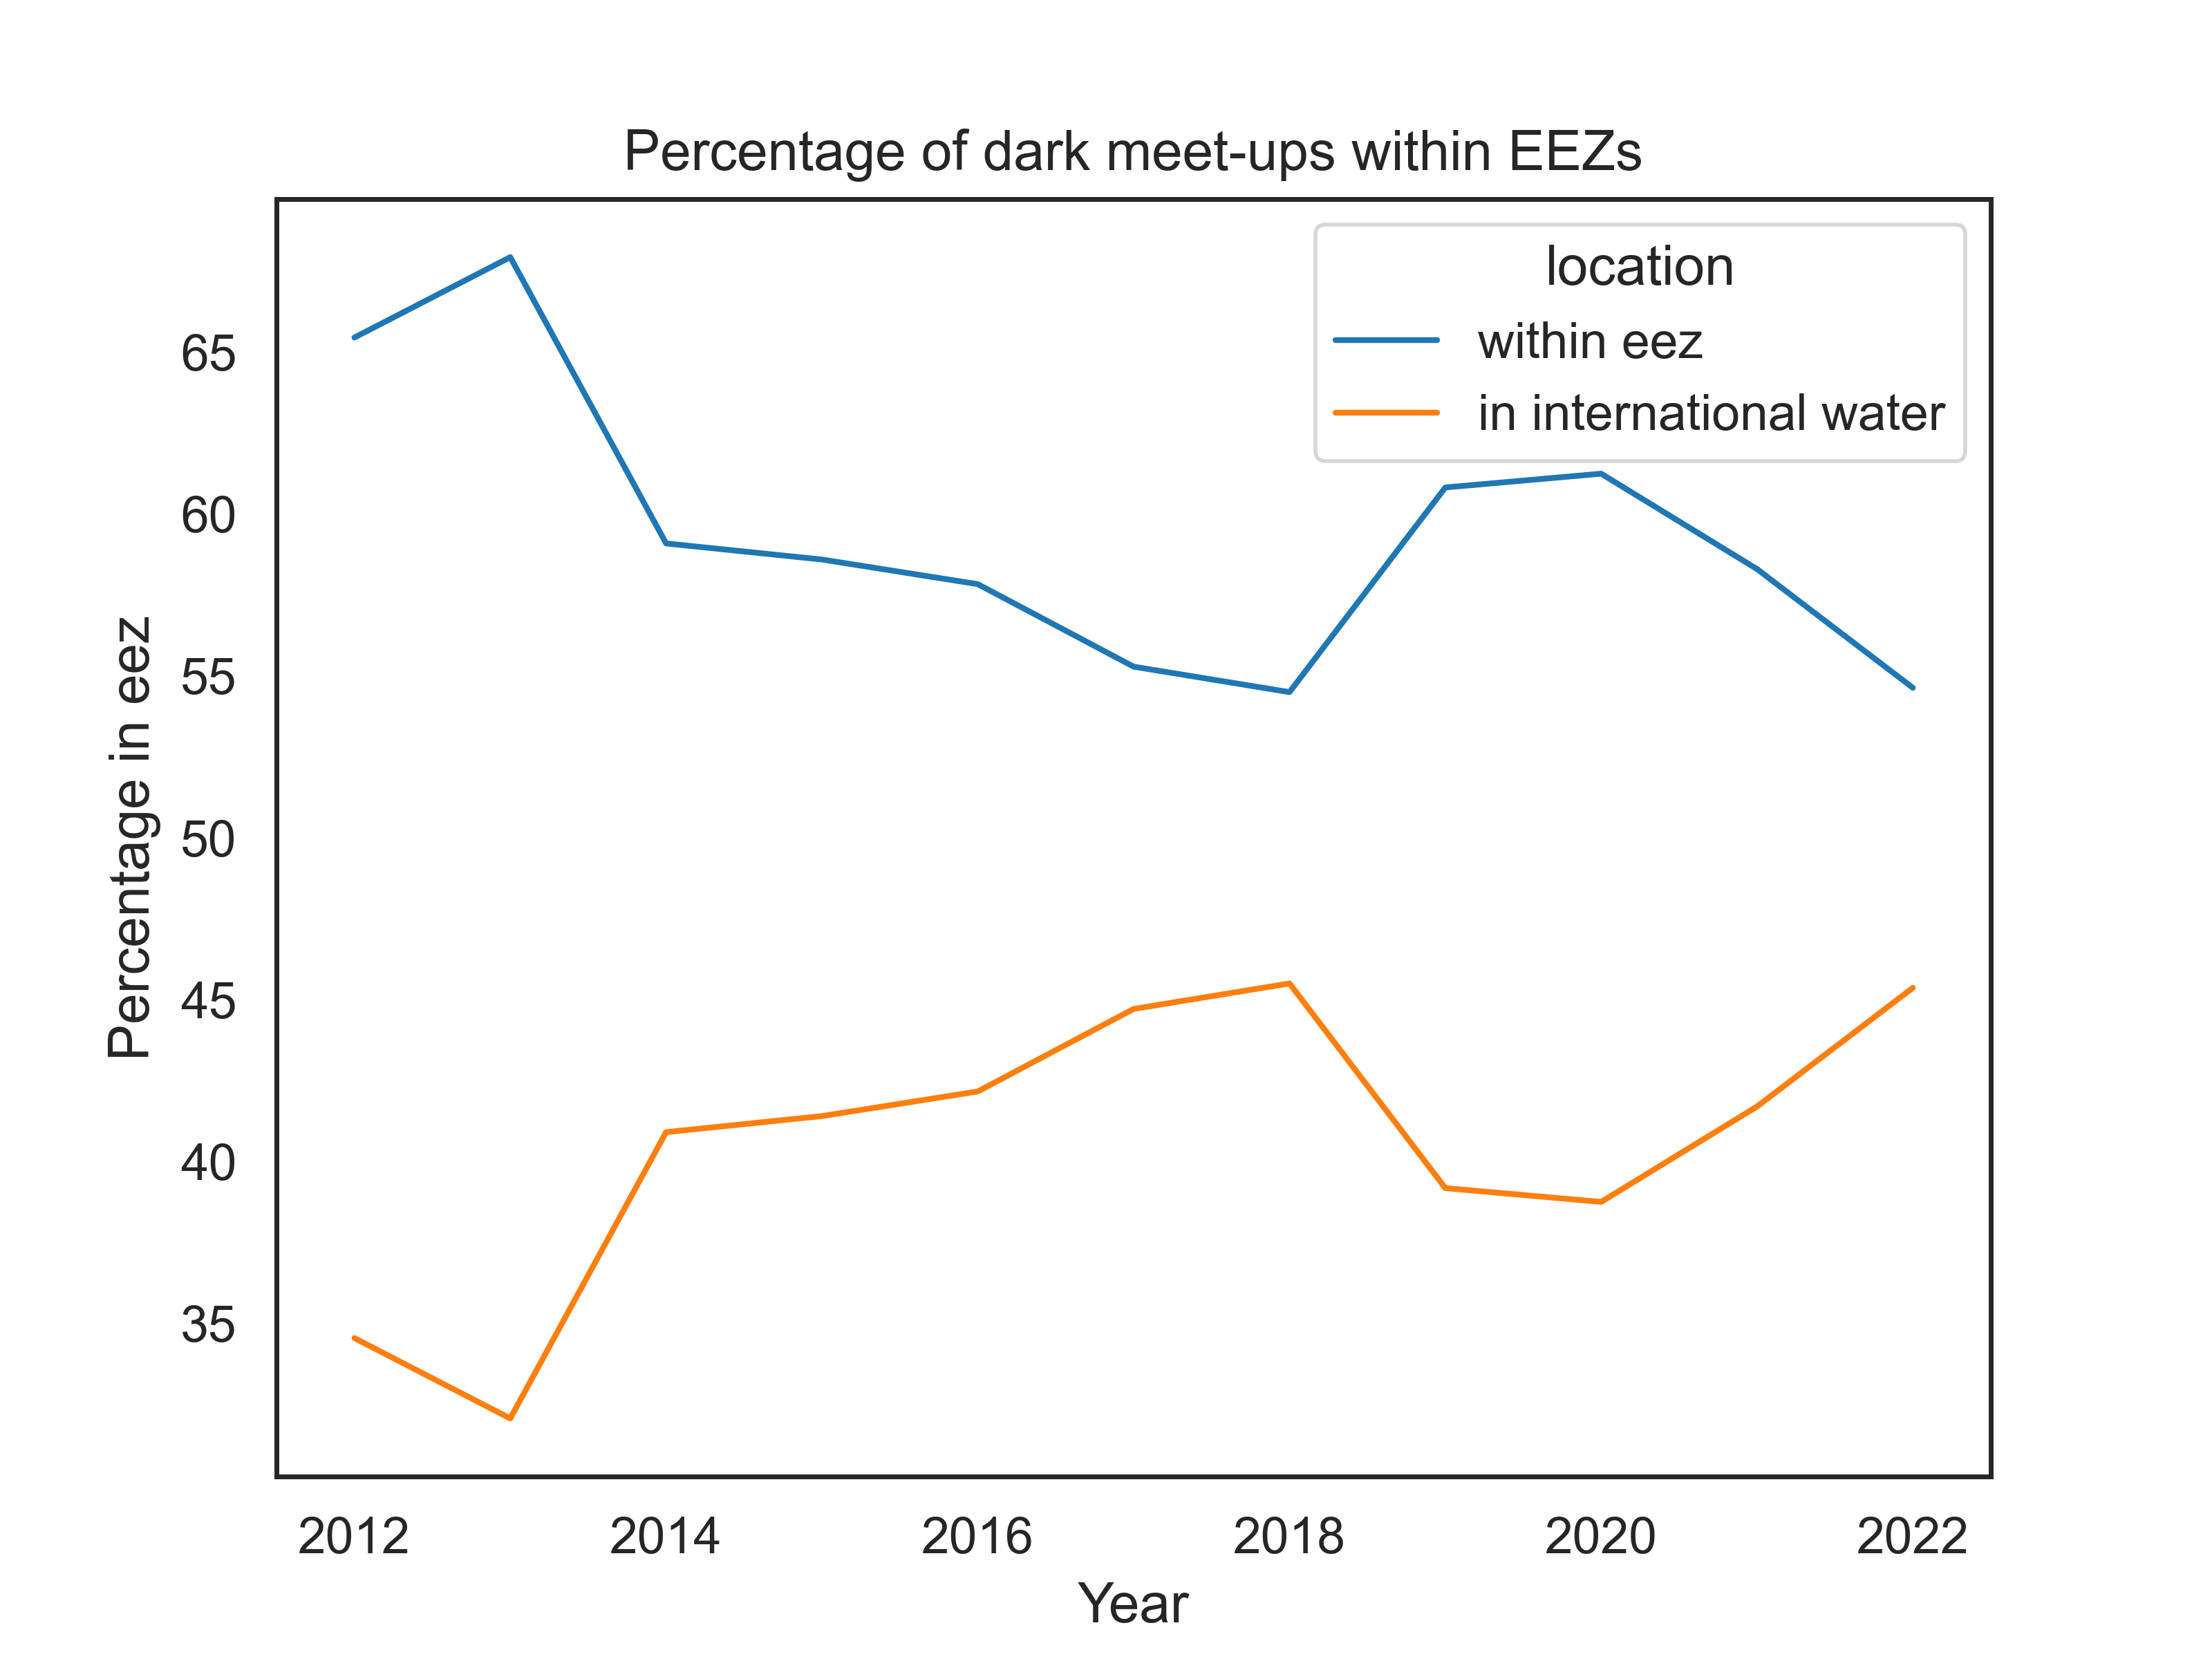 Percentage of dark meet-ups within EEZs
location
within eez
in international water
65
60
55
50
45
40
35
Percentage in eez
2012 2014 2016 2018 2020 2022
Year